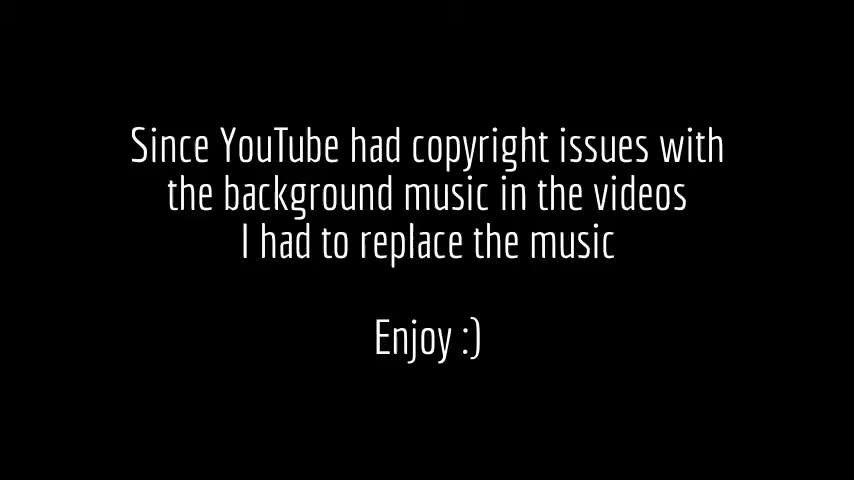 Since YouTube had copyright issues with
the background music in the videos
I had to replace the music
Enjoy :)